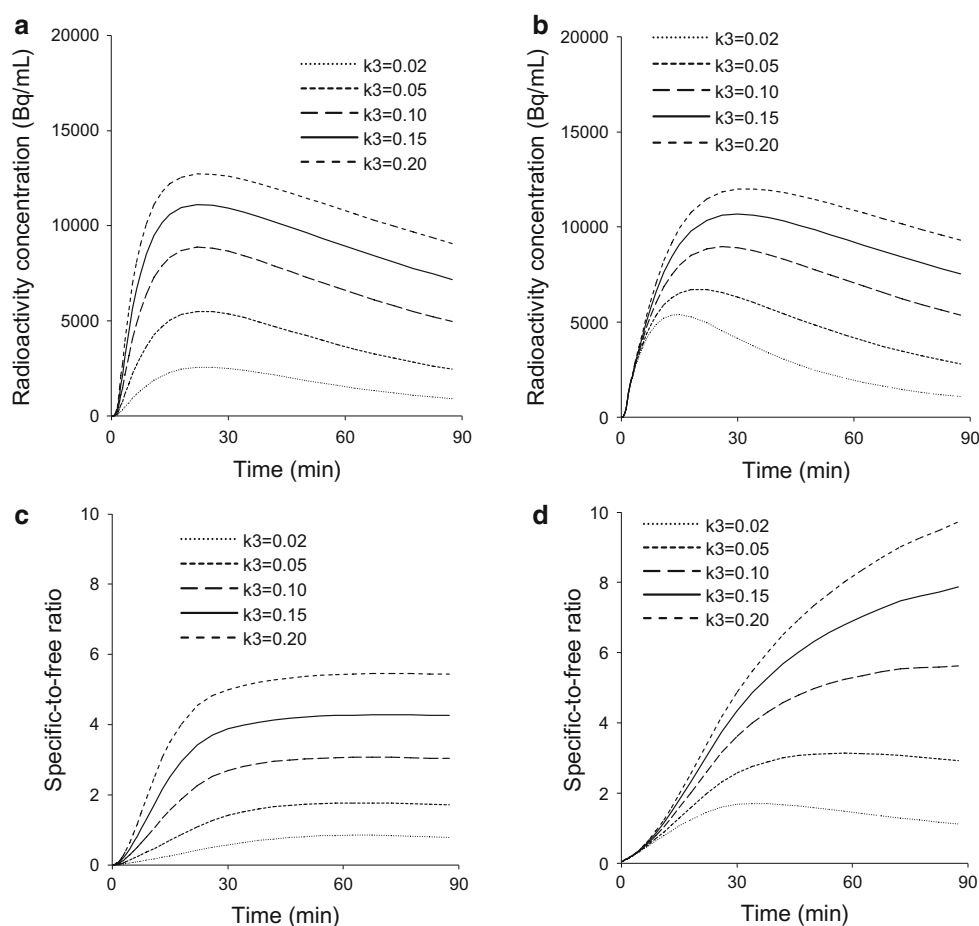 a
Radioactivity concentration (Bq/mL)
20000
15000
10000
5000
0
k3=0.02
k3=0.05
k3=0.10
k3=0.15
k3=0.20
0 30 60 90
Time (min)
b
Radioactivity concentration (Bq/mL)
20000
15000
10000
5000
0
k3=0.02
k3=0.05
k3=0.10
k3=0.15
k3=0.20
0 30 60 90
Time (min)
c
Specific-to-free ratio
10
8
6
4
2
0
k3=0.02
k3=0.05
k3=0.10
k3=0.15
k3=0.20
0 30 60 90
Time (min)
d
Specific-to-free ratio
10
8
6
4
2
0
k3=0.02
k3=0.05
k3=0.10
k3=0.15
k3=0.20
0 30 60 90
Time (min)